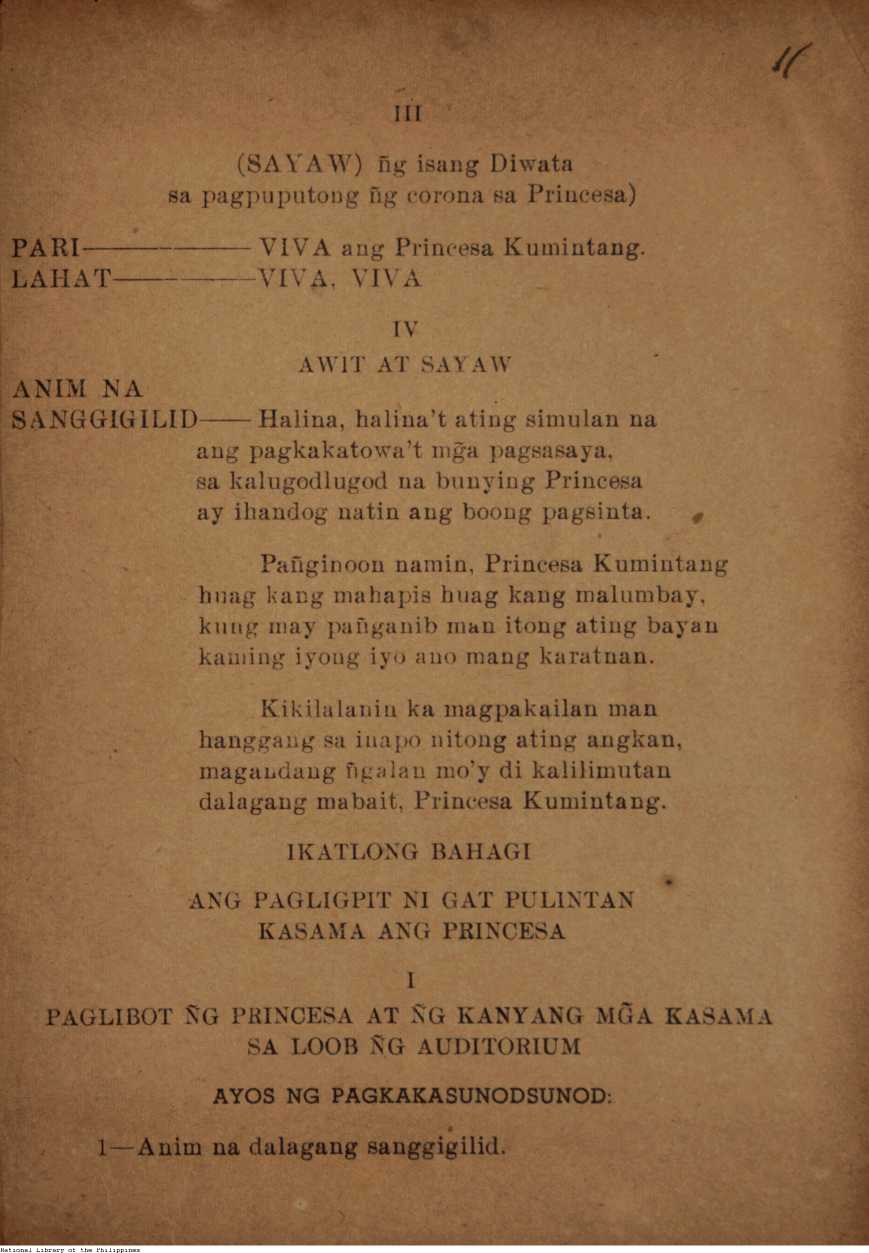 III
(SAYAW) n͠g isang Diwata
sa pagpuputong n͠g corona sa Princesa)
PARI————————VIVA ang Princesa Kumintang.
LAHAT———————VIVA, VIVA
IV
AWIT AT SAYAW
ANIM NA
SANGGIGILID—— Halina, halina't ating simulan na
ang pagkakatowa't mg̃a pagsasaya,
sa kalugodlugod na bunying Princesa
ay ihandog natin ang boong pagsinta.
Pañginoon namin, Princesa Kumintang
huag kang mahapis huag kang malumbay,
kung may pañganib man itong ating bayan
kaming iyong iyo ano mang karatnan.
Kikilalanin ka magpakailan man
hanggang sa inapo nitong ating angkan,
magandang ñgalan mo'y di kalilimutan
dalagang mabait, Princesa Kumintang.
IKATLONG BAHAGI
ANG PAGLIGPIT NI GAT PULINTAN
KASAMA ANG PRINCESA
I
PAGLIBOT ÑG PRINCESA AT ÑG KANYANG MG̃A KASAMA
SA LOOB ÑG AUDITORIUM
AYOS NG PAGKAKASUNODSUNOD:
1—Anim na dalagang sanggigilid.
National Library of the Philippines